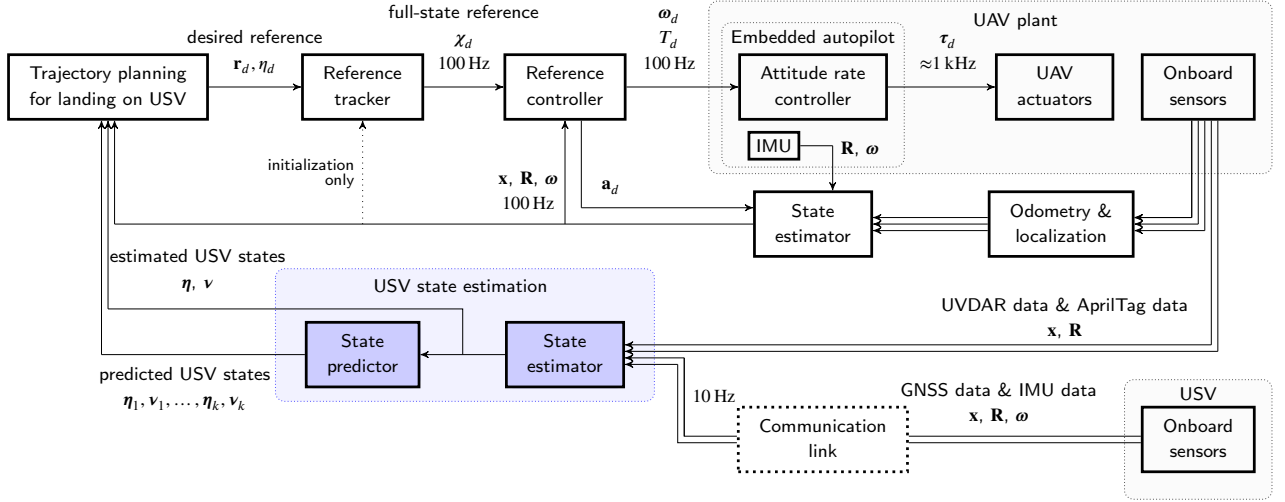 full-state reference
UAV plant
desired reference
𝐫_d, η_d
χ_d
100 Hz
𝛚_d
T_d
100 Hz
Embedded autopilot
𝛕_d
≈1 kHz
Trajectory planning
for landing on USV
Reference
tracker
Reference
controller
Attitude rate
controller
UAV
actuators
Onboard
sensors
IMU
𝐑, 𝛚
initialization
only
𝐱, 𝐑, 𝛚
100 Hz
𝐚_d
State
estimator
Odometry &
localization
estimated USV states
𝛈, 𝛎
USV state estimation
State
predictor
State
estimator
UVDAR data & AprilTag data
𝐱, 𝐑
predicted USV states
𝛈₁, 𝛎₁, …, 𝛈_k, 𝛎_k
10 Hz
GNSS data & IMU data
𝐱, 𝐑, 𝛚
Communication
link
USV
Onboard
sensors